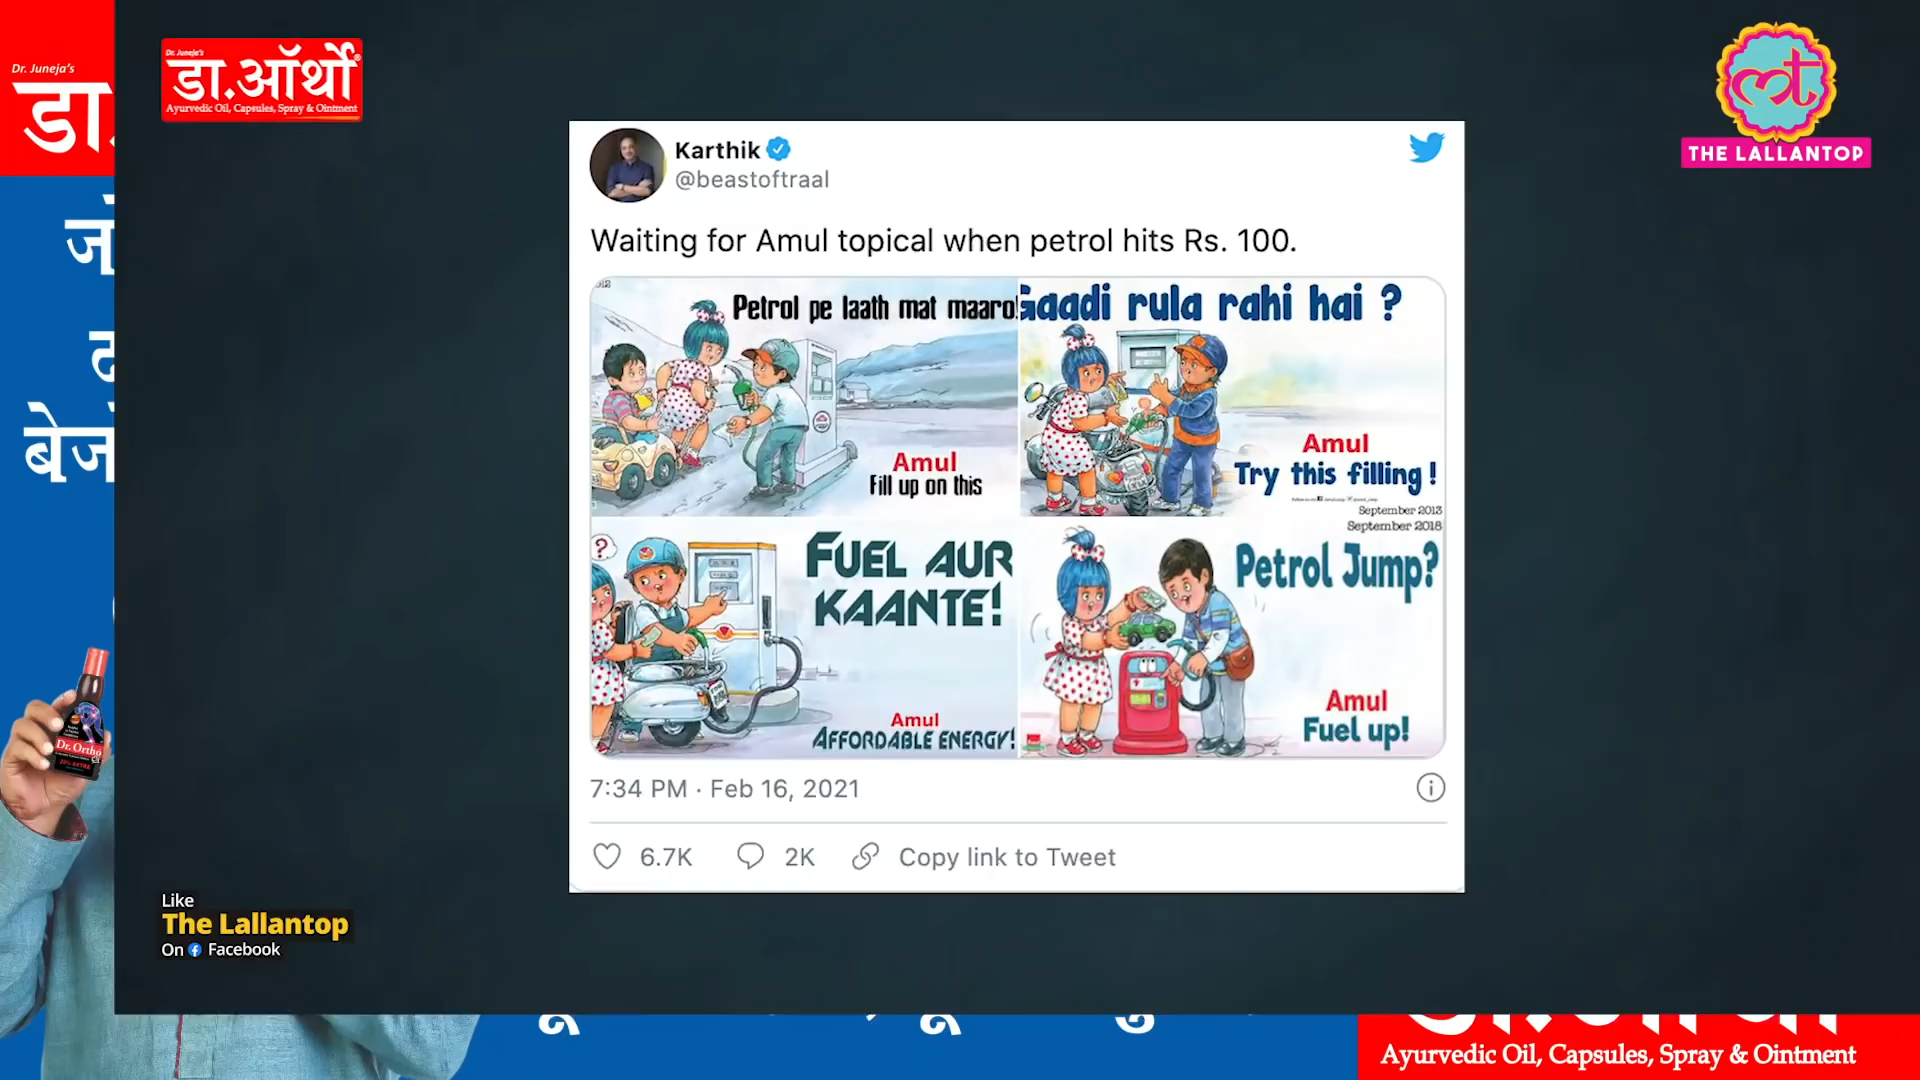 Dr. Juneja's
डा.
Dr. Juneja's
डा.ऑर्थो
Ayurvedic Oil, Capsules, Spray & Ointment
THE LALLANTOP
Karthik
@beastoftraal
Waiting for Amul topical when petrol hits Rs. 100.
Petrol pe laath mat maaro!
Amul
Fill up on this
Gaadi rula rahi hai ?
Amul
Try this filling !
September 2013
September 2018
?
FUEL AUR
KAANTE!
Amul
AFFORDABLE ENERGY!
Petrol Jump?
Amul
Fuel up!
7:34 PM · Feb 16, 2021
6.7K
2K
Copy link to Tweet
Dr. Ortho
Like
The Lallantop
On Facebook
Ayurvedic Oil, Capsules, Spray & Ointment